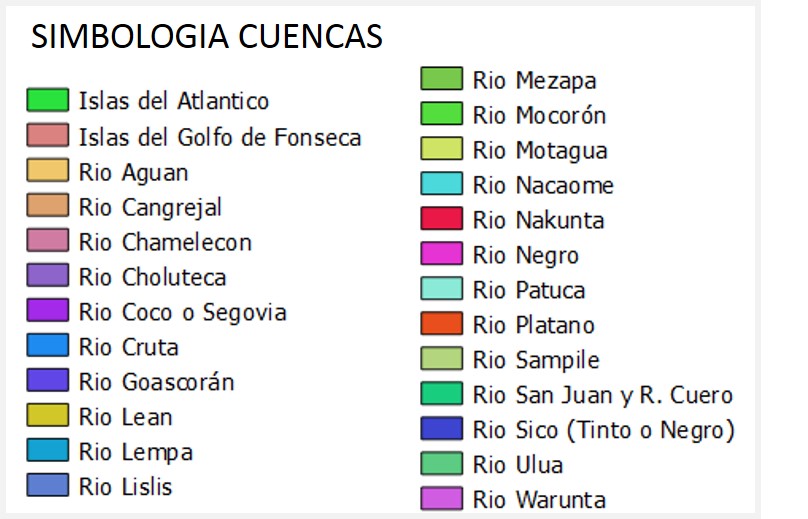 SIMBOLOGIA CUENCAS
Islas del Atlantico
Islas del Golfo de Fonseca
Rio Aguan
Rio Cangrejal
Rio Chamelecon
Rio Choluteca
Rio Coco o Segovia
Rio Cruta
Rio Goascorán
Rio Lean
Rio Lempa
Rio Lislis
Rio Mezapa
Rio Mocorón
Rio Motagua
Rio Nacaome
Rio Nakunta
Rio Negro
Rio Patuca
Rio Platano
Rio Sampile
Rio San Juan y R. Cuero
Rio Sico (Tinto o Negro)
Rio Ulua
Rio Warunta